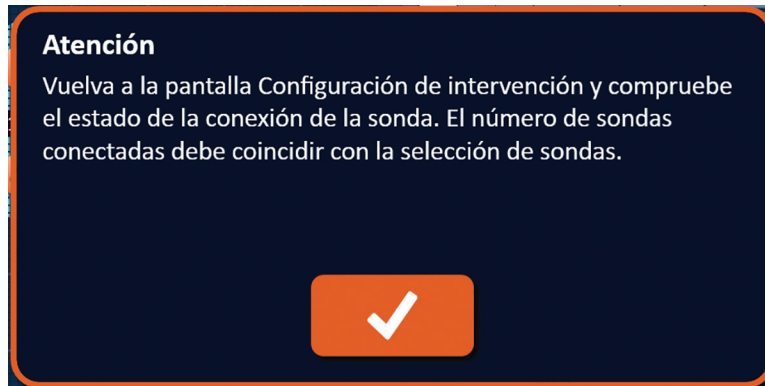 Atención
Vuelva a la pantalla Configuración de intervención y compruebe
el estado de la conexión de la sonda. El número de sondas
conectadas debe coincidir con la selección de sondas.